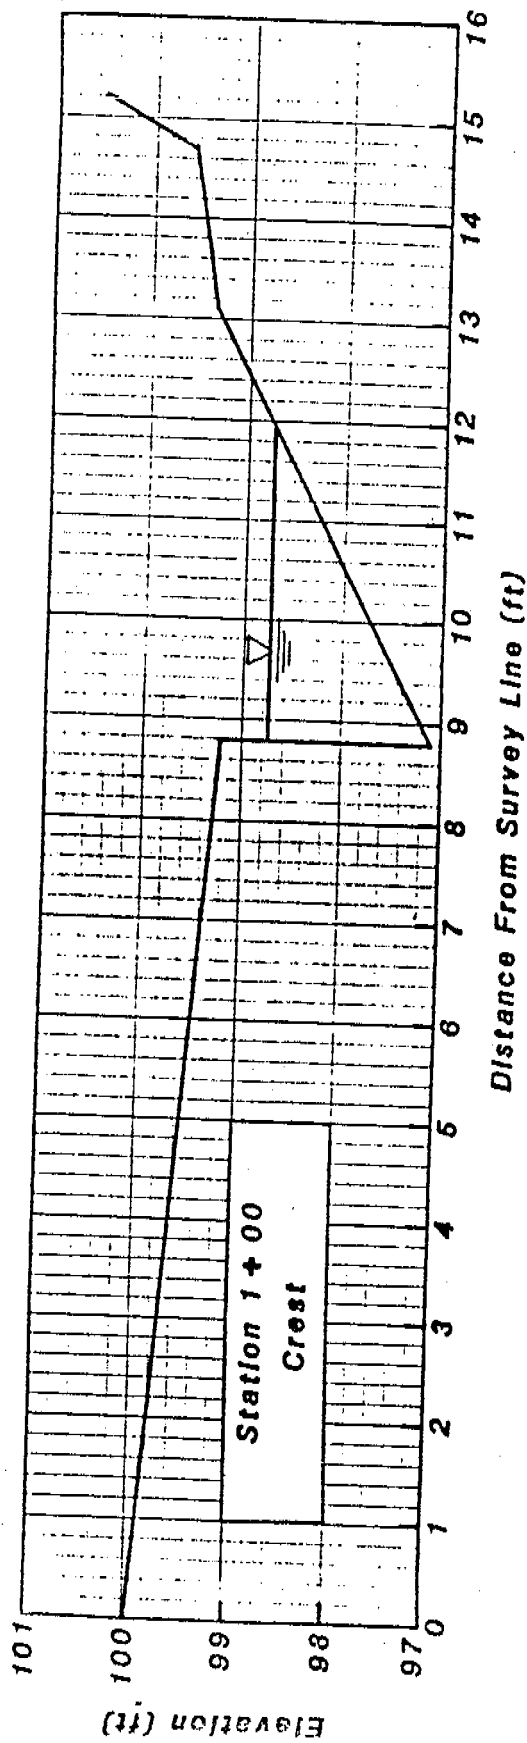 Elevation (ft)
101
100
99
98
97
Station 1 + 00
Crest
0 1 2 3 4 5 6 7 8 9 10 11 12 13 14 15 16
Distance From Survey Line (ft)